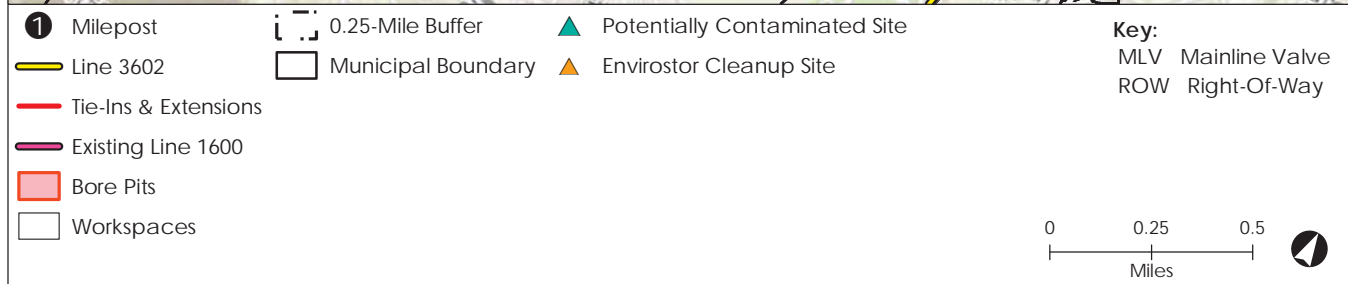 1 Milepost
Line 3602
Tie-Ins & Extensions
Existing Line 1600
Bore Pits
Workspaces
0.25-Mile Buffer
Municipal Boundary
Potentially Contaminated Site
Envirostor Cleanup Site
Key:
MLV Mainline Valve
ROW Right-Of-Way
0 0.25 0.5
Miles